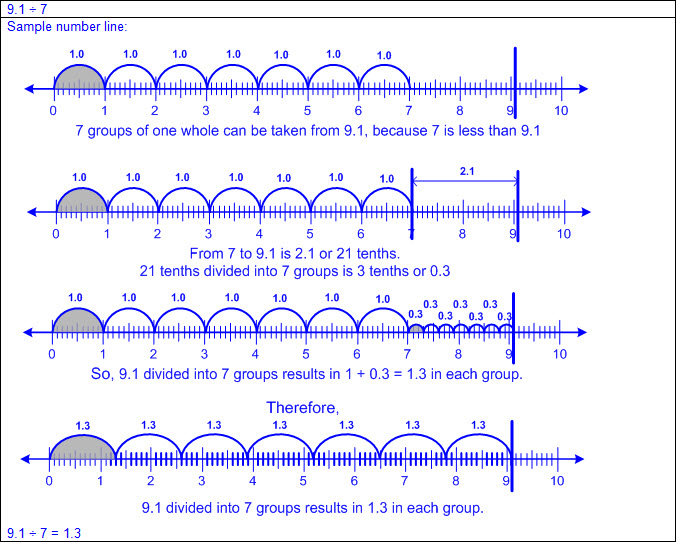 9.1 ÷ 7
Sample number line:
1.0 1.0 1.0 1.0 1.0 1.0 1.0
0 1 2 3 4 5 6 7 8 9 10
7 groups of one whole can be taken from 9.1, because 7 is less than 9.1
1.0 1.0 1.0 1.0 1.0 1.0 1.0 2.1
0 1 2 3 4 5 6 7 8 9 10
From 7 to 9.1 is 2.1 or 21 tenths.
21 tenths divided into 7 groups is 3 tenths or 0.3
1.0 1.0 1.0 1.0 1.0 1.0 1.0 0.3 0.3 0.3 0.3 0.3 0.3 0.3
0 1 2 3 4 5 6 7 8 9 10
So, 9.1 divided into 7 groups results in 1 + 0.3 = 1.3 in each group.
Therefore,
1.3 1.3 1.3 1.3 1.3 1.3 1.3
0 1 2 3 4 5 6 7 8 9 10
9.1 divided into 7 groups results in 1.3 in each group.
9.1 ÷ 7 = 1.3